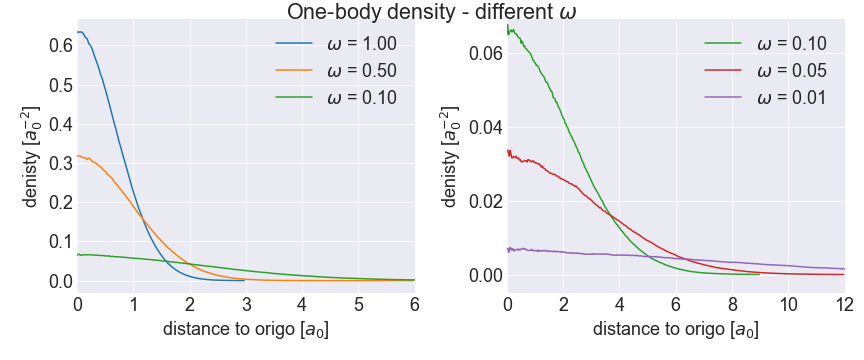 One-body density - different ω
denisty [a₀⁻²]
0.6
0.5
0.4
0.3
0.2
0.1
0.0
ω = 1.00
ω = 0.50
ω = 0.10
0 1 2 3 4 5 6
distance to origo [a₀]
denisty [a₀⁻²]
0.06
0.04
0.02
0.00
ω = 0.10
ω = 0.05
ω = 0.01
0 2 4 6 8 10 12
distance to origo [a₀]